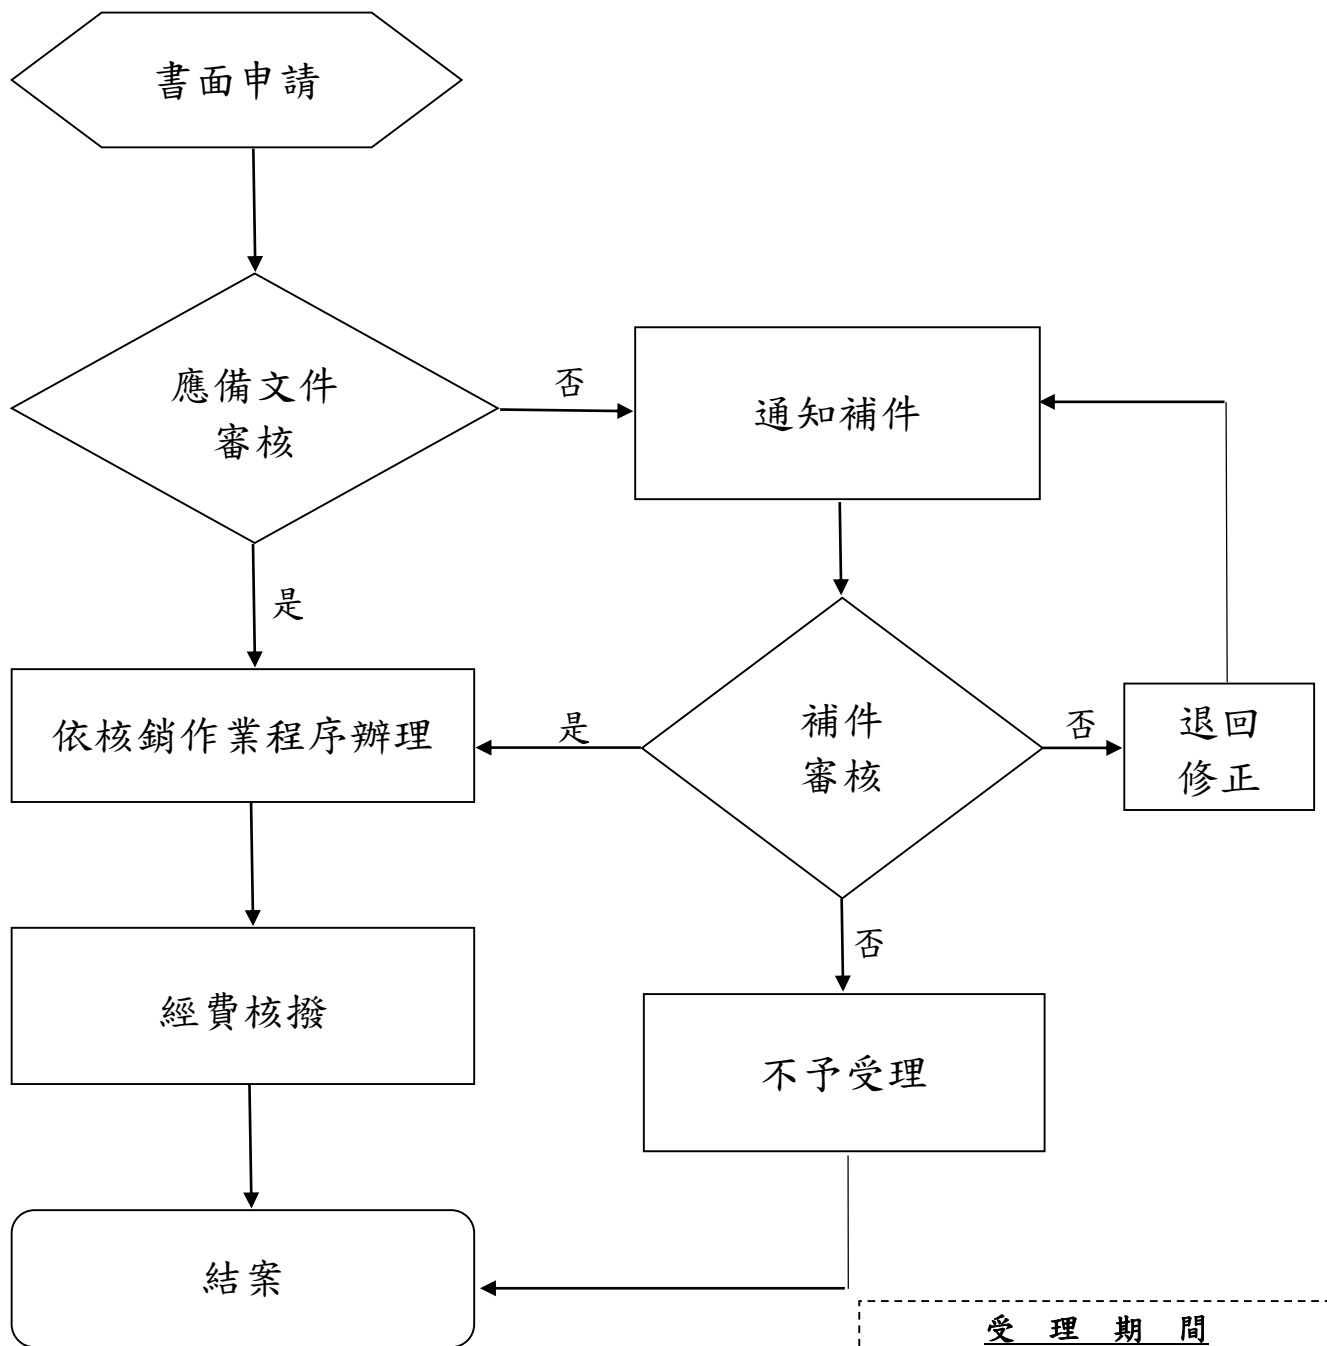 書面申請
應備文件
審核
否
通知補件
是
依核銷作業程序辦理
是
補件
審核
否
退回
修正
經費核撥
否
不予受理
結案
受理期間